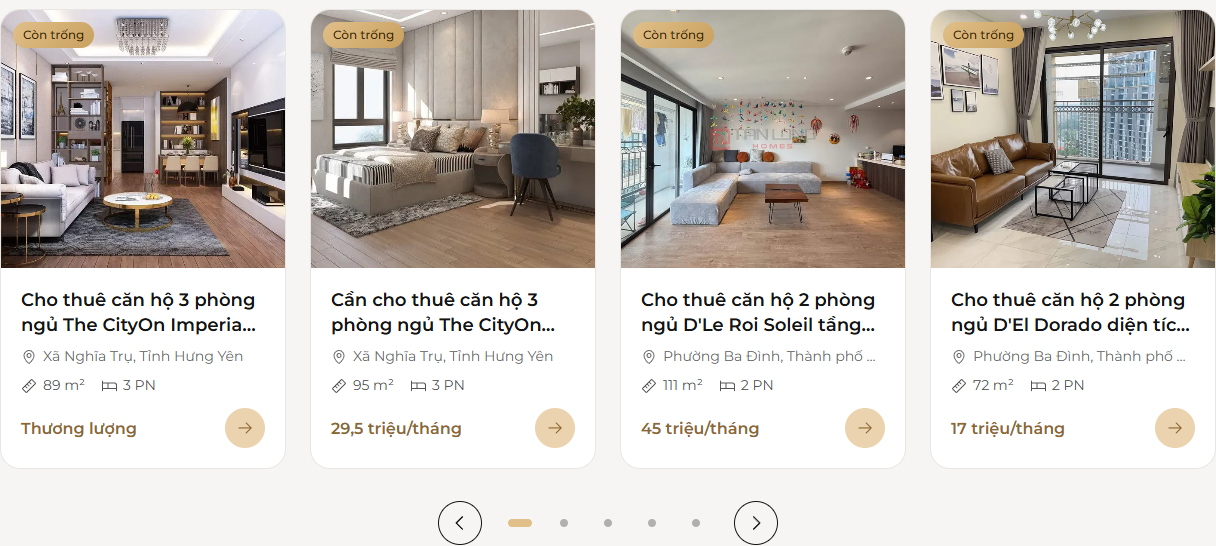 Còn trống
Còn trống
Còn trống
Còn trống
TÂN LONG
HOMES
Cho thuê căn hộ 3 phòng
ngủ The CityOn Imperia...
Xã Nghĩa Trụ, Tỉnh Hưng Yên
89 m²
3 PN
Thương lượng
Cần cho thuê căn hộ 3
phòng ngủ The CityOn...
Xã Nghĩa Trụ, Tỉnh Hưng Yên
95 m²
3 PN
29,5 triệu/tháng
Cho thuê căn hộ 2 phòng
ngủ D'Le Roi Soleil tầng...
Phường Ba Đình, Thành phố ...
111 m²
2 PN
45 triệu/tháng
Cho thuê căn hộ 2 phòng
ngủ D'El Dorado diện tíc...
Phường Ba Đình, Thành phố ...
72 m²
2 PN
17 triệu/tháng